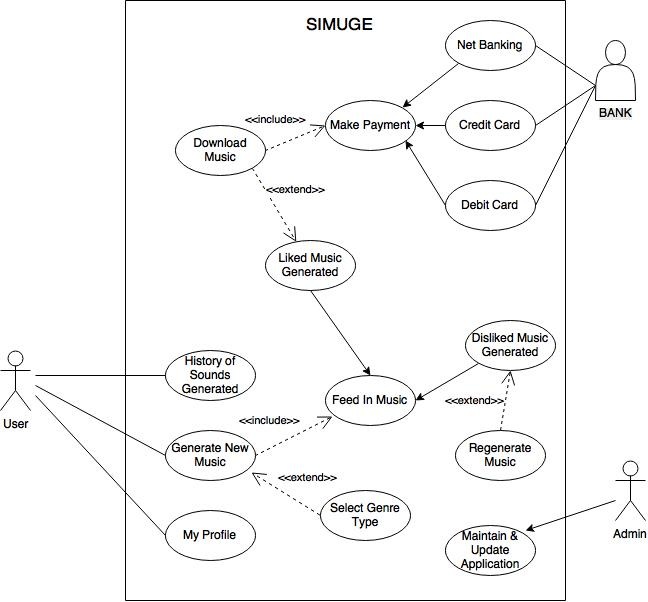 SIMUGE
Net Banking
BANK
<<include>>
Make Payment
Credit Card
Download
Music
<<extend>>
Debit Card
Liked Music
Generated
Disliked Music
Generated
History of
Sounds
Generated
User
Feed In Music
<<extend>>
<<include>>
Generate New
Music
Regenerate
Music
<<extend>>
Select Genre
Type
My Profile
Maintain &
Update
Application
Admin